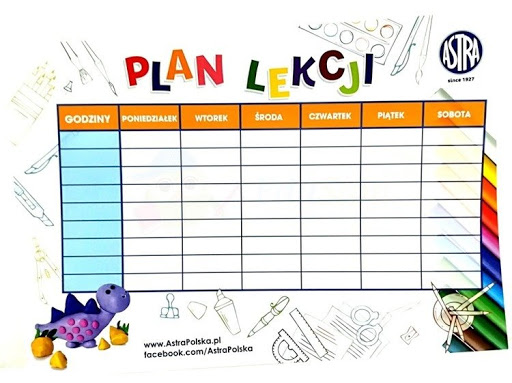 PLAN LEKCJI
ASTRA
since 1927
GODZINY PONIEDZIAŁEK WTOREK ŚRODA CZWARTEK PIĄTEK SOBOTA
www.AstraPolska.pl
facebook.com/AstraPolska